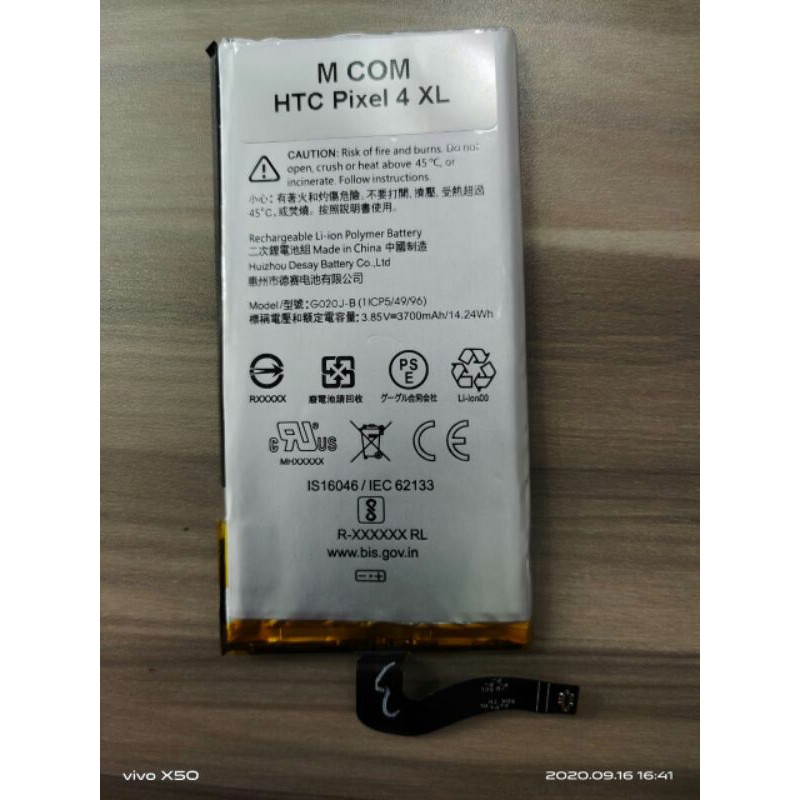 M COM
HTC Pixel 4 XL
CAUTION: Risk of fire and burns. Do not
open, crush or heat above 45°C, or
incinerate. Follow instructions.
小心: 有著火和灼傷危險, 不要打開, 擠壓, 受熱超過
45°C, 或焚燒。按照說明書使用。
Rechargeable Li-ion Polymer Battery
二次鋰電池組 Made in China 中國制造
Huizhou Desay Battery Co.,Ltd
惠州市德赛电池有限公司
Model/型號:G020J-B (1ICP5/49/96)
標稱電壓和額定電容量: 3.85V⎓3700mAh/14.24Wh
PS
E
RXXXXX 廢電池請回收 グーグル合同会社 Li-ion00
c RU US CE
MHXXXXX
IS16046 / IEC 62133
R-XXXXXX RL
www.bis.gov.in
- +
3
vivo X50 2020.09.16 16:41